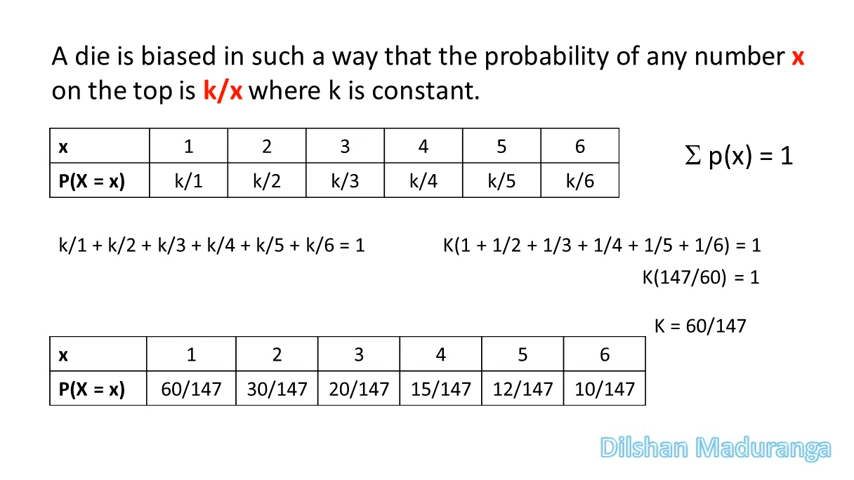 A die is biased in such a way that the probability of any number x
on the top is k/x where k is constant.
x 1 2 3 4 5 6
P(X = x) k/1 k/2 k/3 k/4 k/5 k/6
Σ p(x) = 1
k/1 + k/2 + k/3 + k/4 + k/5 + k/6 = 1
K(1 + 1/2 + 1/3 + 1/4 + 1/5 + 1/6) = 1
K(147/60) = 1
K = 60/147
x 1 2 3 4 5 6
P(X = x) 60/147 30/147 20/147 15/147 12/147 10/147
Dilshan Maduranga